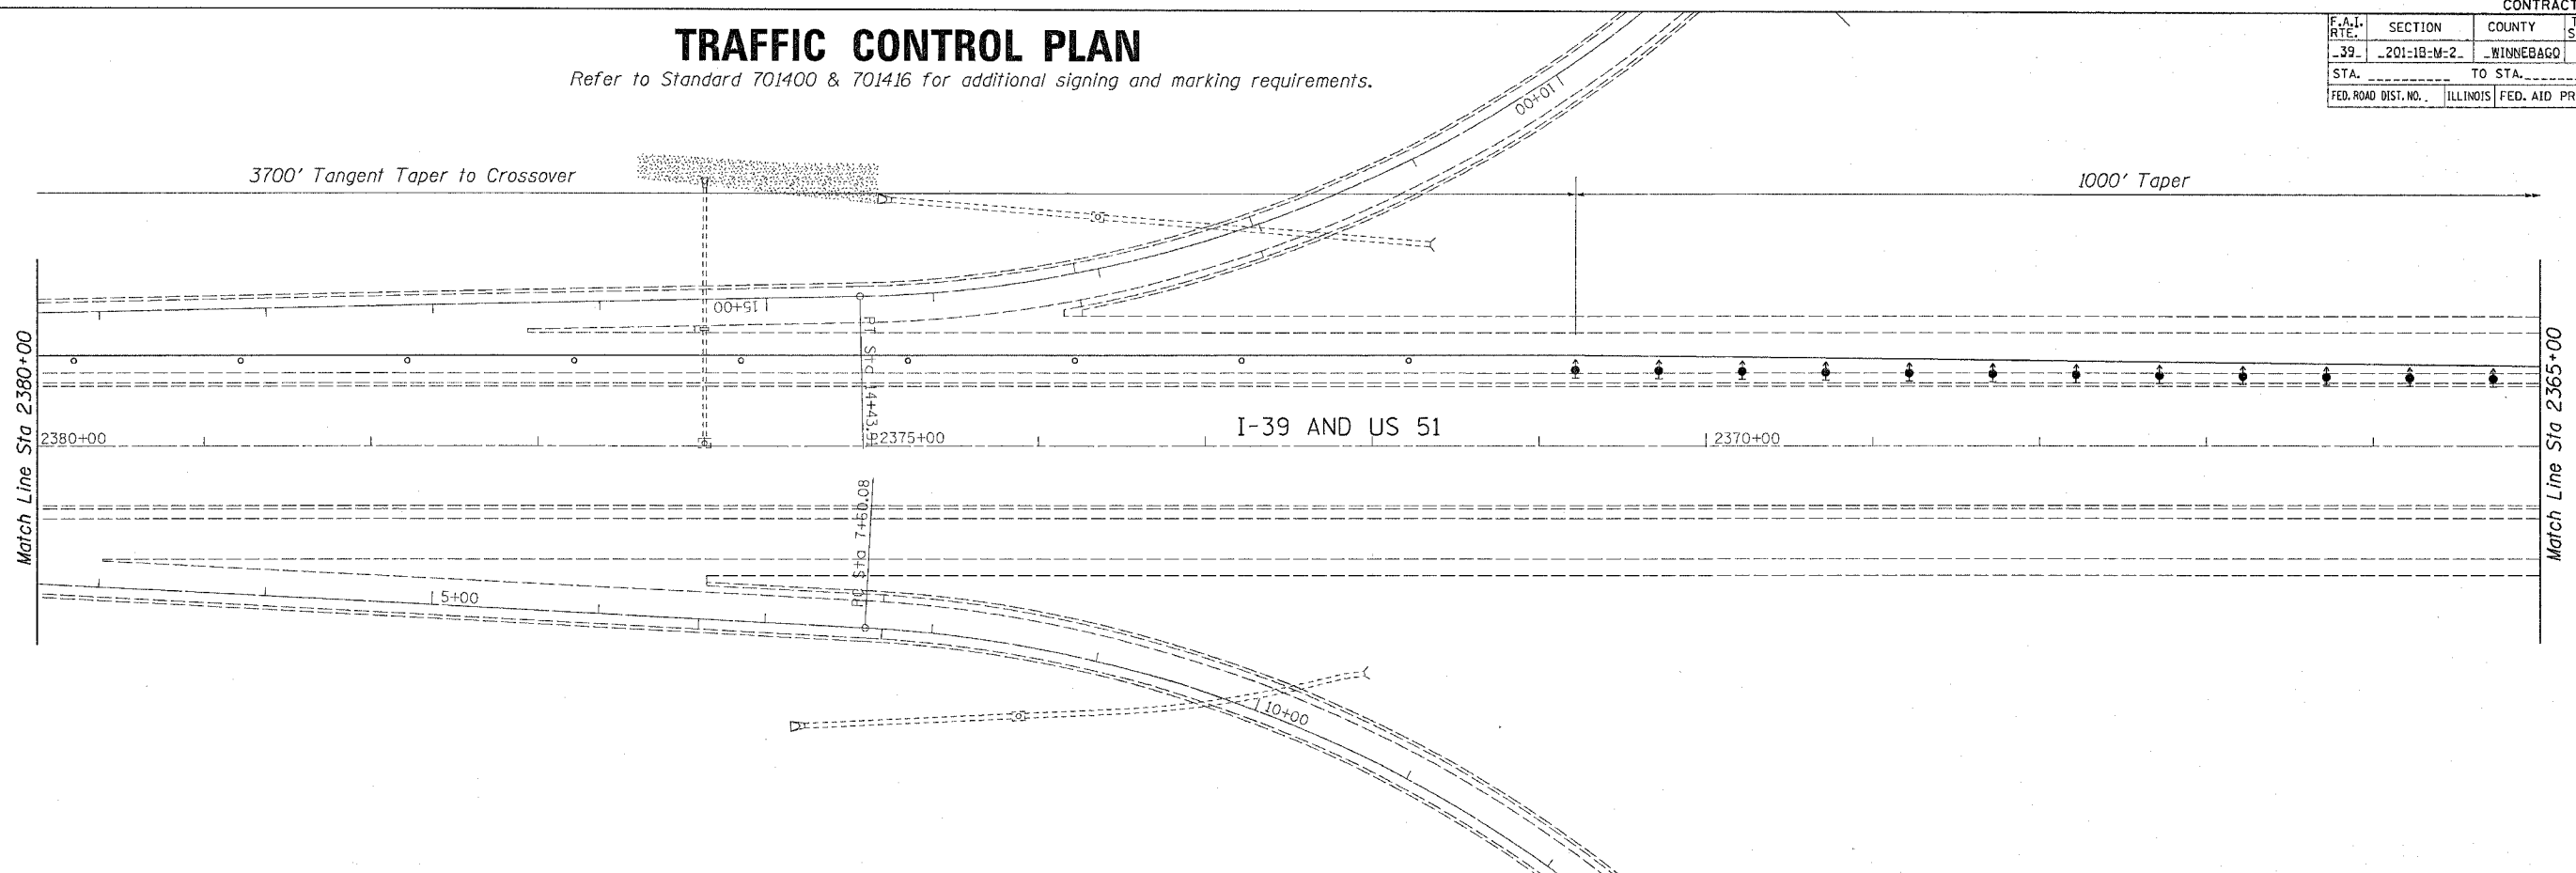 CONTRACT
TRAFFIC CONTROL PLAN
Refer to Standard 701400 & 701416 for additional signing and marking requirements.
F.A.I. RTE. SECTION COUNTY
39 201-1B-M-2 WINNEBAGO
STA. TO STA.
FED. ROAD DIST. NO. ILLINOIS FED. AID PR
10+00
3700' Tangent Taper to Crossover
1000' Taper
15+00
PT Sta 14+43.
Match Line Sta 2380+00
Match Line Sta 2365+00
I-39 AND US 51
2380+00
2375+00
2370+00
PC Sta 7+60.08
5+00
10+00